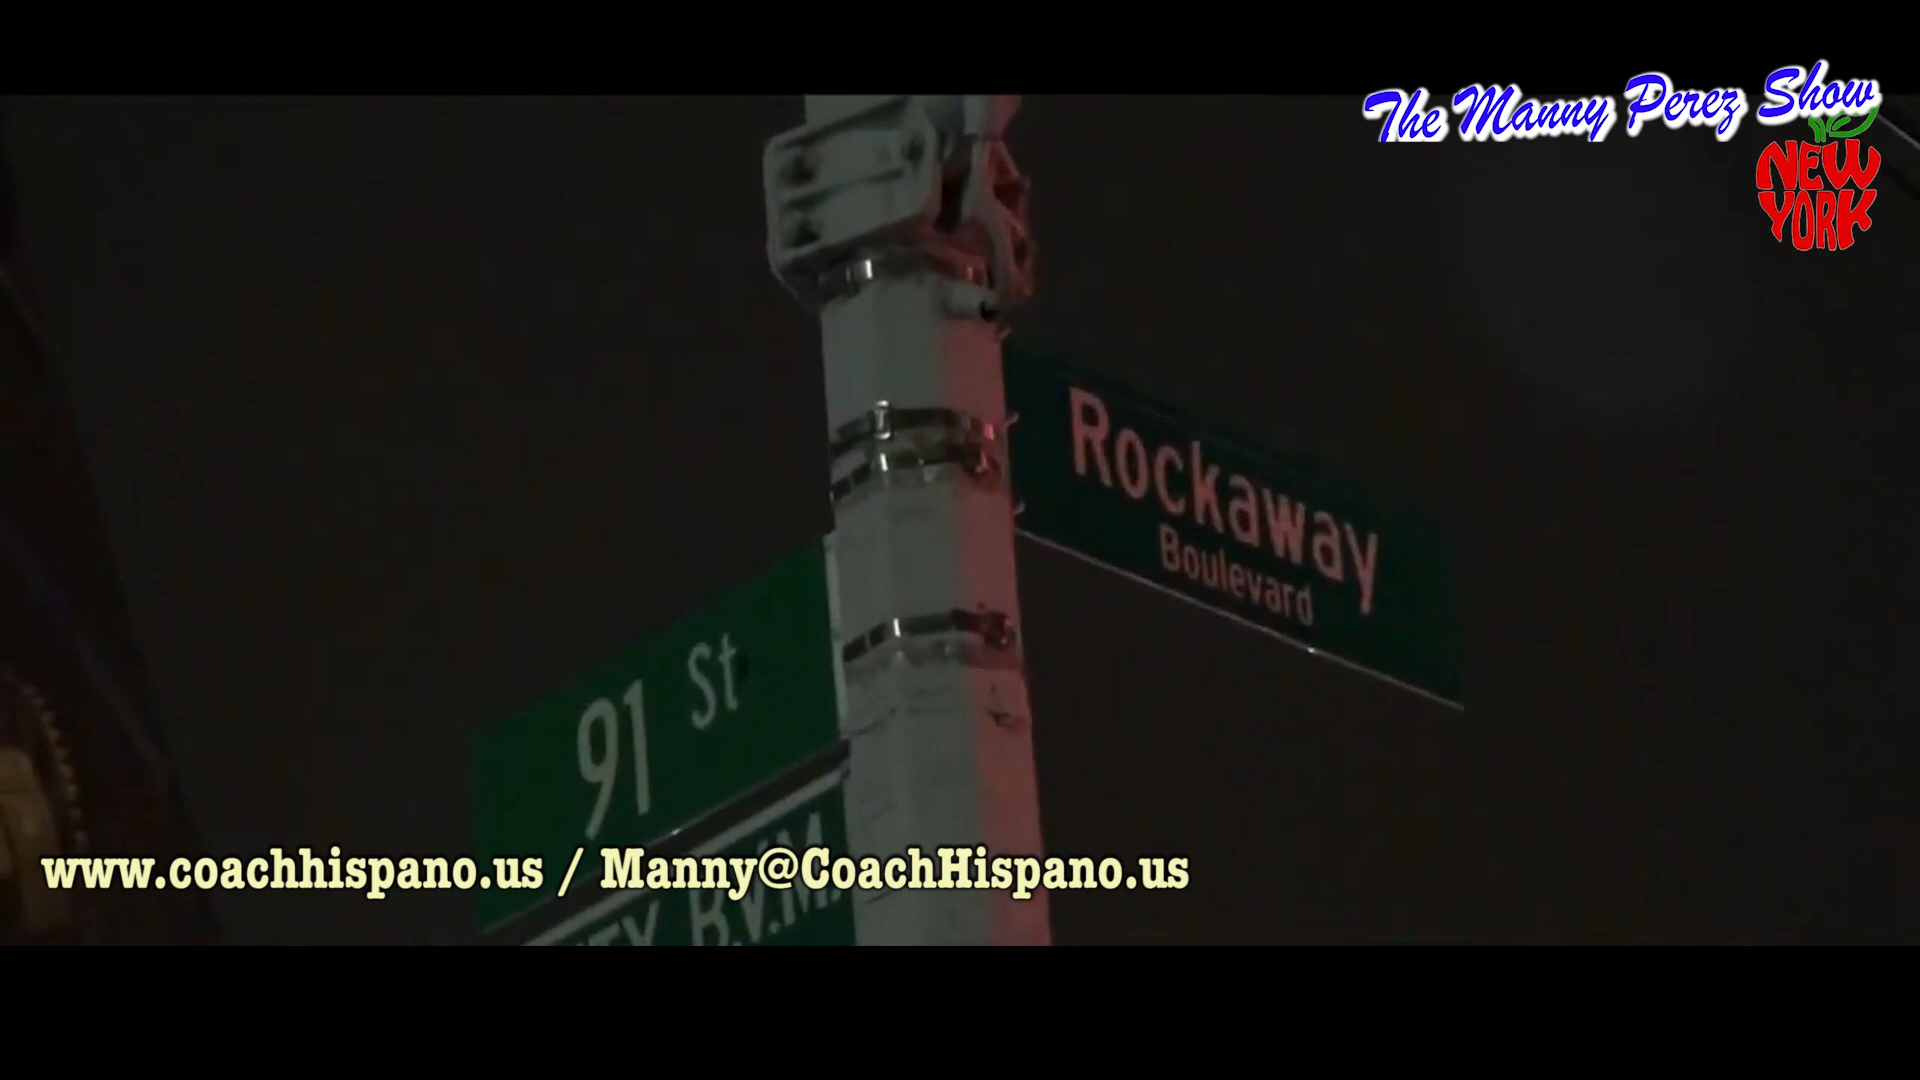 The Manny Perez Show
NEW
YORK
Rockaway
Boulevard
91 St
B.V.M.
www.coachhispano.us / Manny@CoachHispano.us